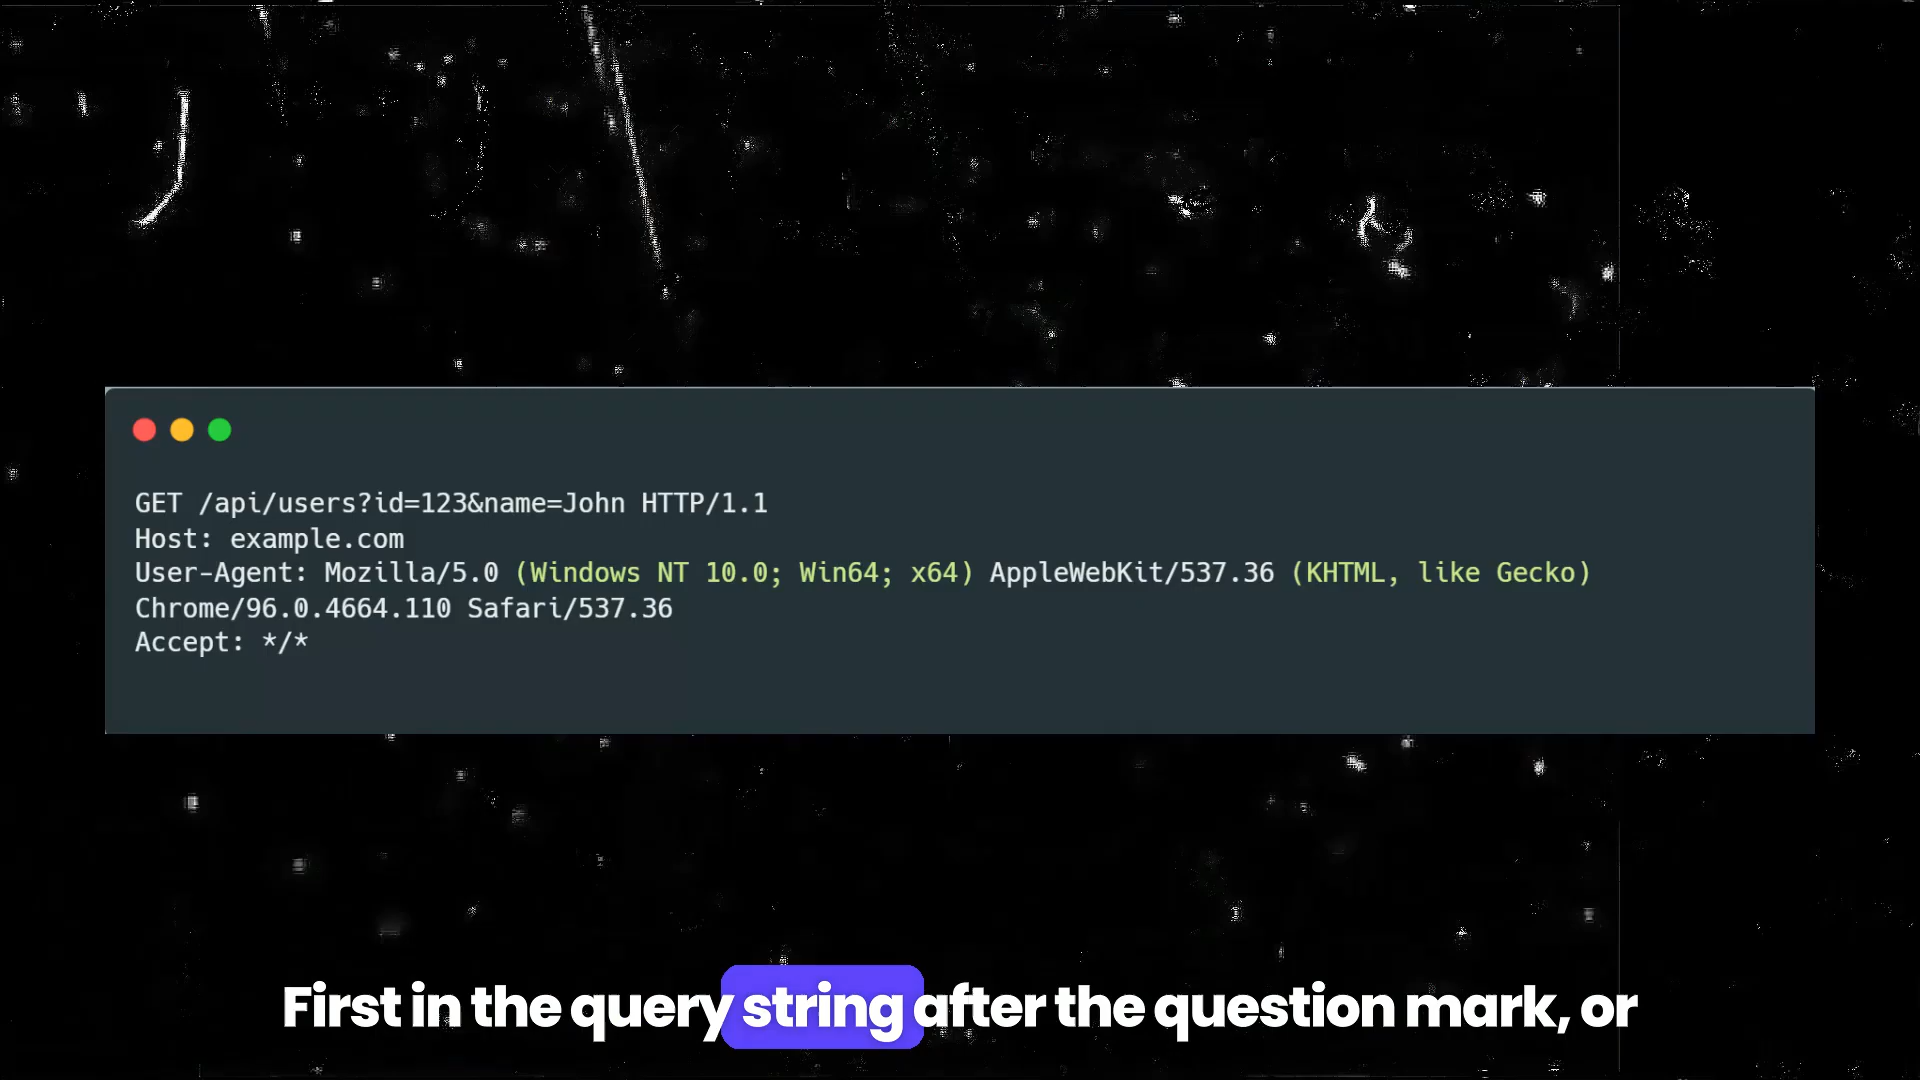 GET /api/users?id=123&name=John HTTP/1.1
Host: example.com
User-Agent: Mozilla/5.0 (Windows NT 10.0; Win64; x64) AppleWebKit/537.36 (KHTML, like Gecko)
Chrome/96.0.4664.110 Safari/537.36
Accept: */*
First in the query string after the question mark, or